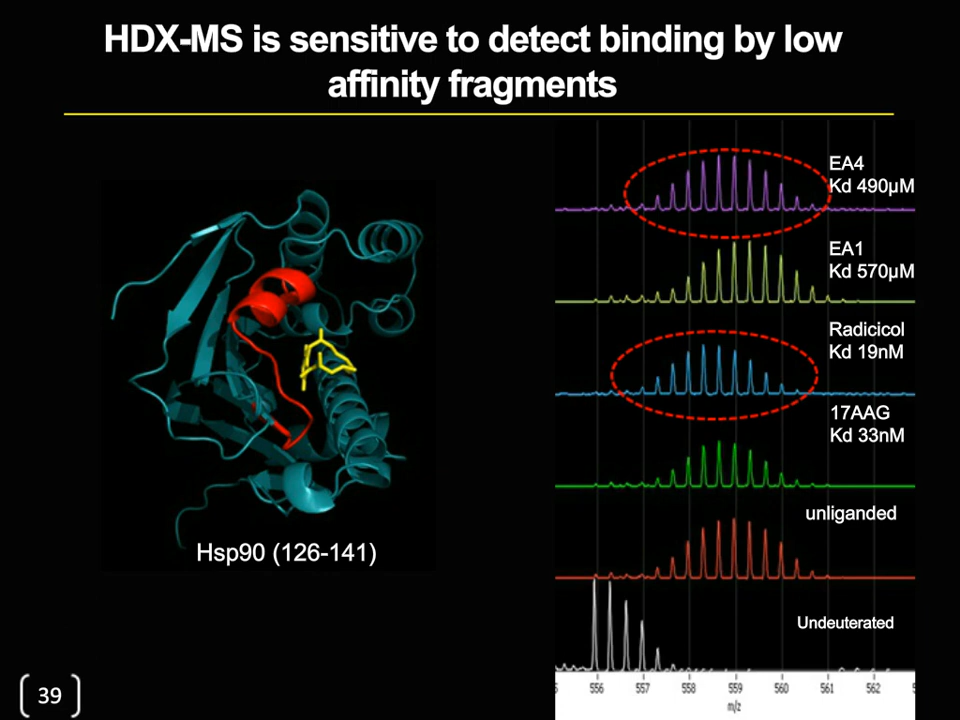 HDX-MS is sensitive to detect binding by low
affinity fragments
EA4
Kd 490µM
EA1
Kd 570µM
Radicicol
Kd 19nM
17AAG
Kd 33nM
unliganded
Undeuterated
Hsp90 (126-141)
556 557 558 559 560 561 562
m/z
39